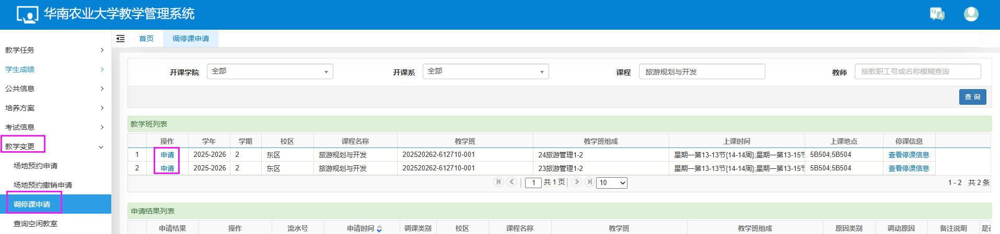 华南农业大学教学管理系统
Q A
首页 调停课申请
教学任务
学生成绩
公共信息
培养方案
考试信息
教学变更
场地预约申请
场地预约撤销申请
调停课申请
查询空闲教室
开课学院 全部 开课系 全部 课程 旅游规划与开发 教师 按教职工号或名称模糊查询
查 询
教学班列表
操作 学年 学期 校区 课程名称 教学班 教学班组成 上课时间 上课地点 停课信息
1 申请 2025-2026 2 东区 旅游规划与开发 202520262-612710-001 24旅游管理1-2 星期一第13-13节{14-14周};星期一第13-15节 5B504;5B504 查看停课信息
2 申请 2025-2026 2 东区 旅游规划与开发 202520262-612710-001 23旅游管理1-2 星期一第13-13节{14-14周};星期一第13-15节 5B504;5B504 查看停课信息
1 共 1 页 10 1 - 2 共 2 条
申请结果列表
申请结果 操作 流水号 申请时间 调课类别 校区 课程名称 教学班 教学班组成 原因类别 调动原因 备注说明 是否